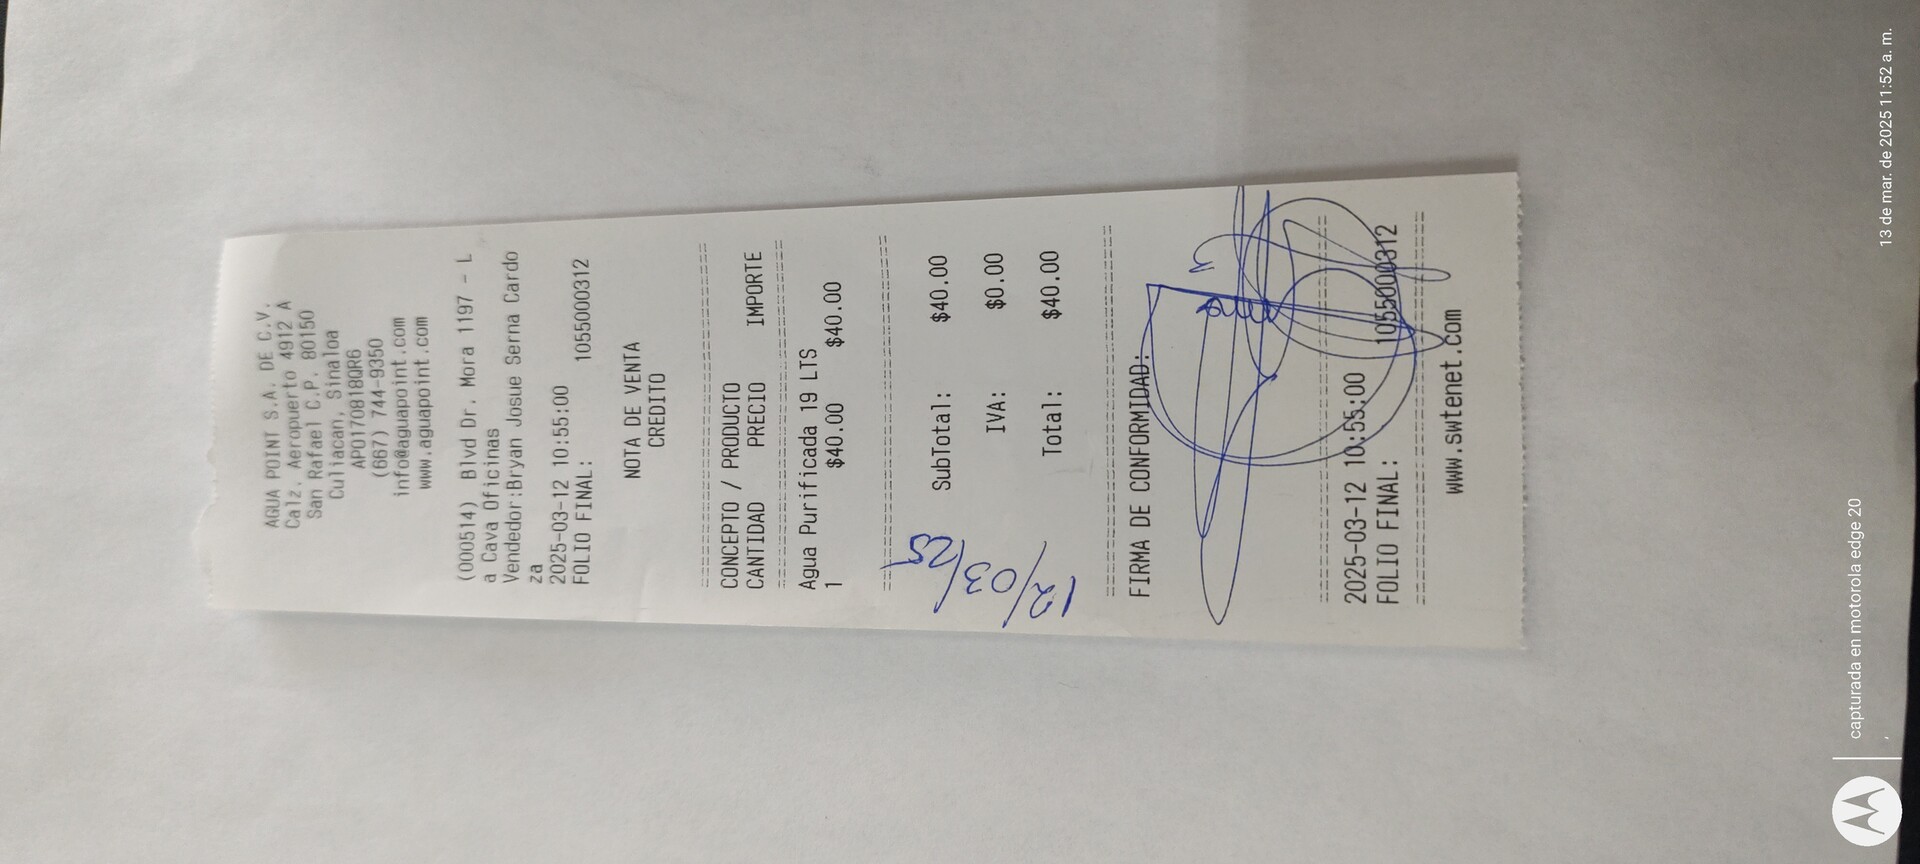 AGUA POINT S.A. DE C.V.
Calz. Aeropuerto 4912 A
San Rafael C.P. 80150
Culiacan, Sinaloa
APO170818QR6
(667) 744-9350
info@aguapoint.com
www.aguapoint.com
(000514) Blvd Dr. Mora 1197 - L
a Cava Oficinas
Vendedor:Bryan Josue Serna Cardo
za
2025-03-12 10:55:00
FOLIO FINAL: 1055000312
NOTA DE VENTA
CREDITO
CONCEPTO / PRODUCTO
CANTIDAD PRECIO IMPORTE
Agua Purificada 19 LTS
1 $40.00 $40.00
SubTotal: $40.00
IVA: $0.00
Total: $40.00
12/03/25
FIRMA DE CONFORMIDAD:
2025-03-12 10:55:00
FOLIO FINAL: 1055000312
www.swtenet.com
capturada en motorola edge 20
13 de mar. de 2025 11:52 a. m.